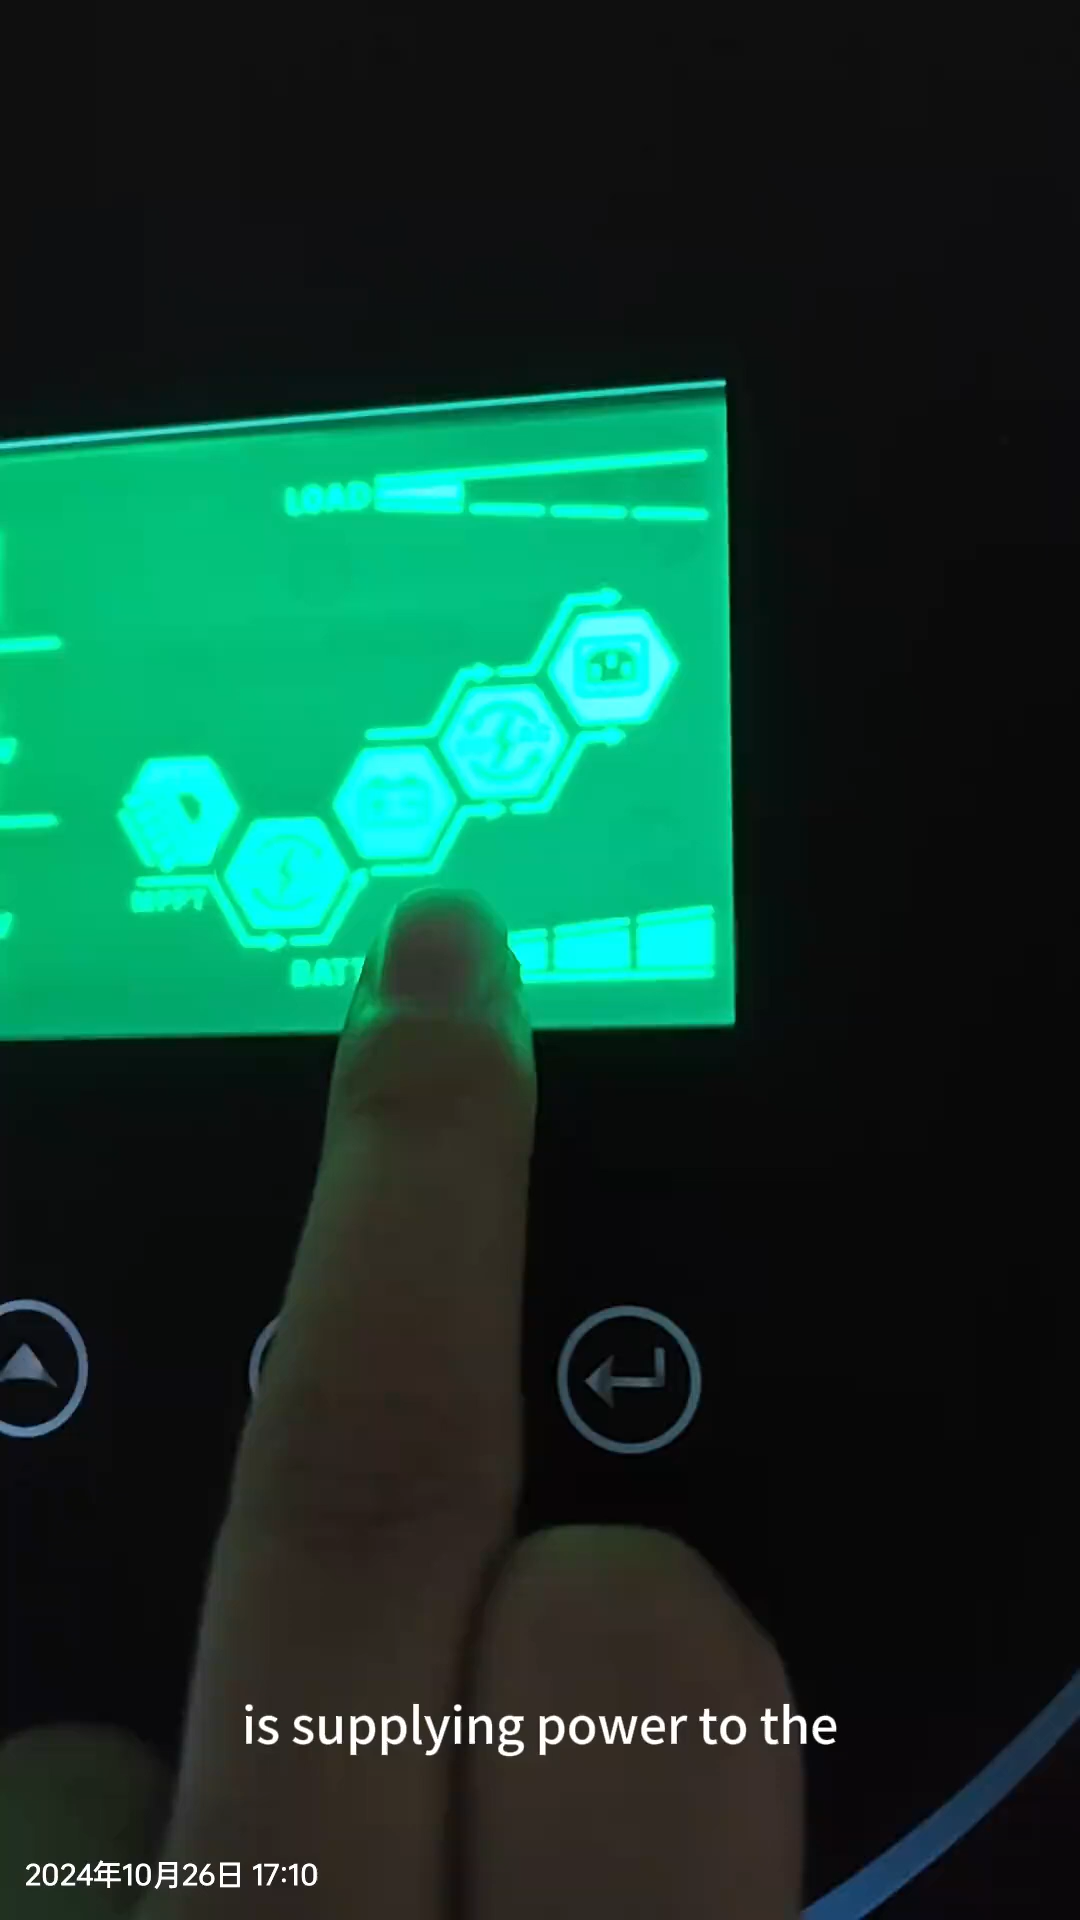 LOAD
MPPT
BATT
is supplying power to the
2024年10月26日 17:10